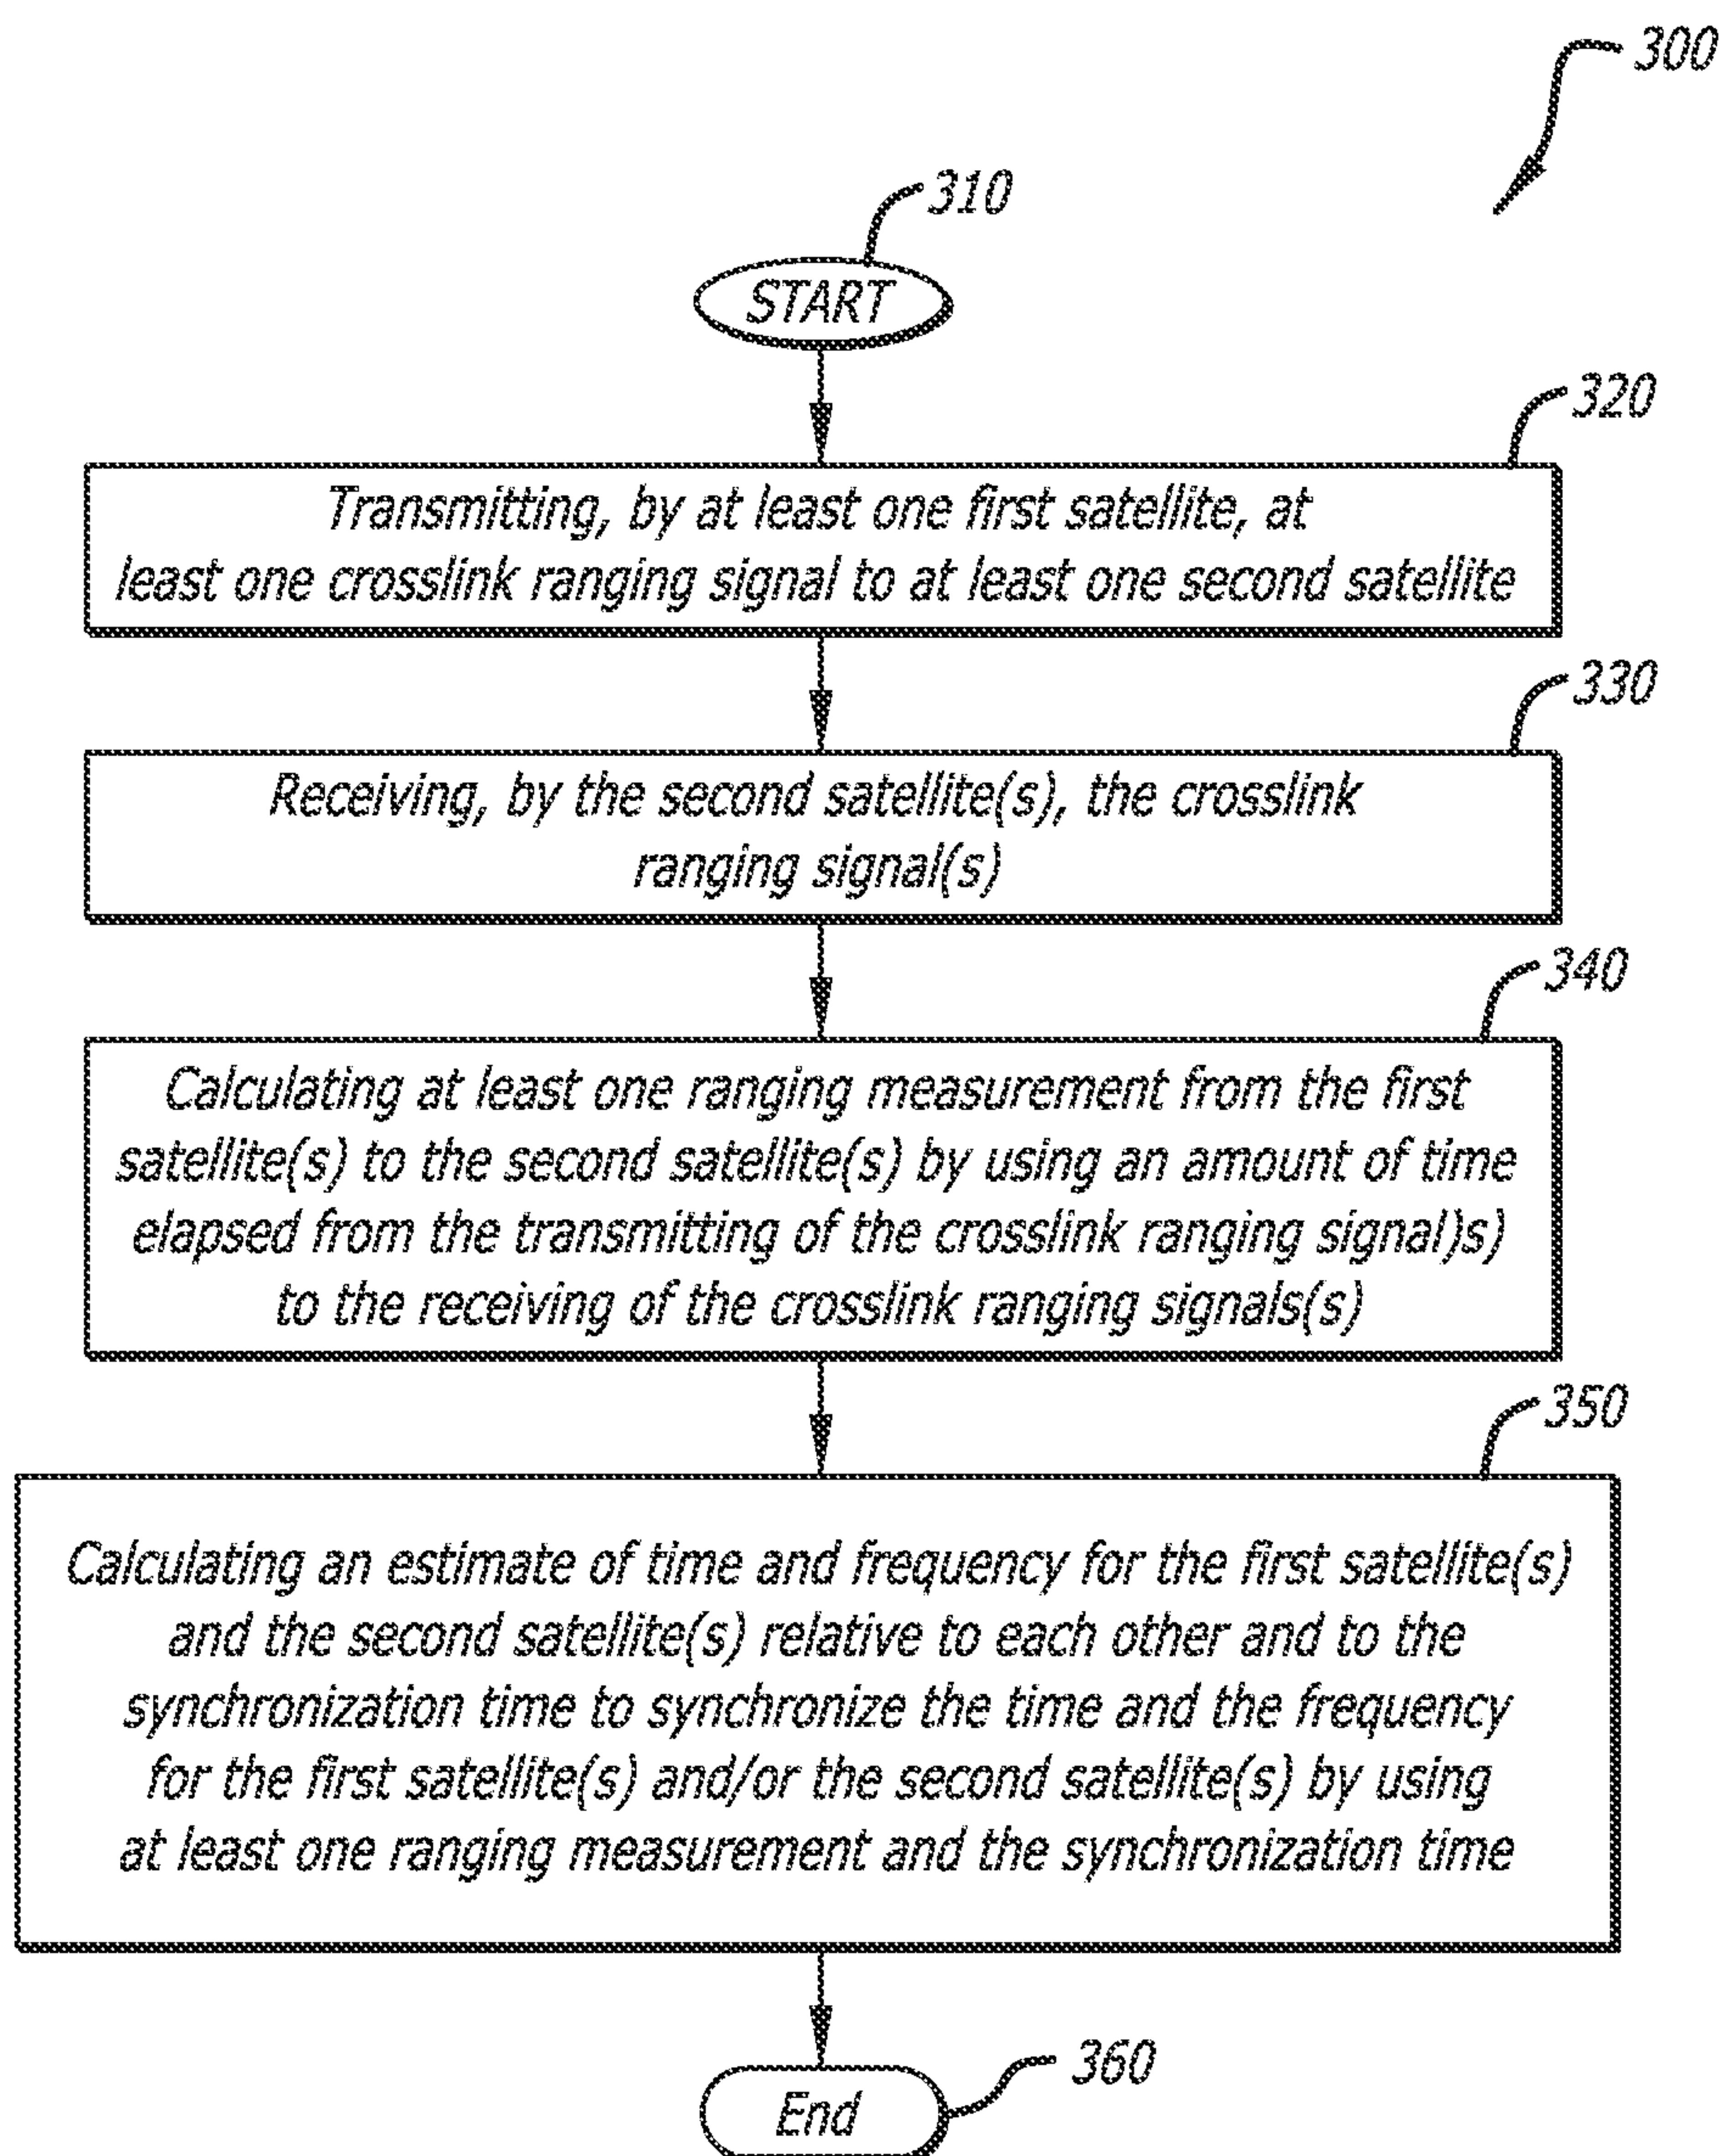 300
310
START
320
Transmitting, by at least one first satellite, at
least one crosslink ranging signal to at least one second satellite
330
Receiving, by the second satellite(s), the crosslink
ranging signal(s)
340
Calculating at least one ranging measurement from the first
satellite(s) to the second satellite(s) by using an amount of time
elapsed from the transmitting of the crosslink ranging signal)s)
to the receiving of the crosslink ranging signals(s)
350
Calculating an estimate of time and frequency for the first satellite(s)
and the second satellite(s) relative to each other and to the
synchronization time to synchronize the time and the frequency
for the first satellite(s) and/or the second satellite(s) by using
at least one ranging measurement and the synchronization time
360
End